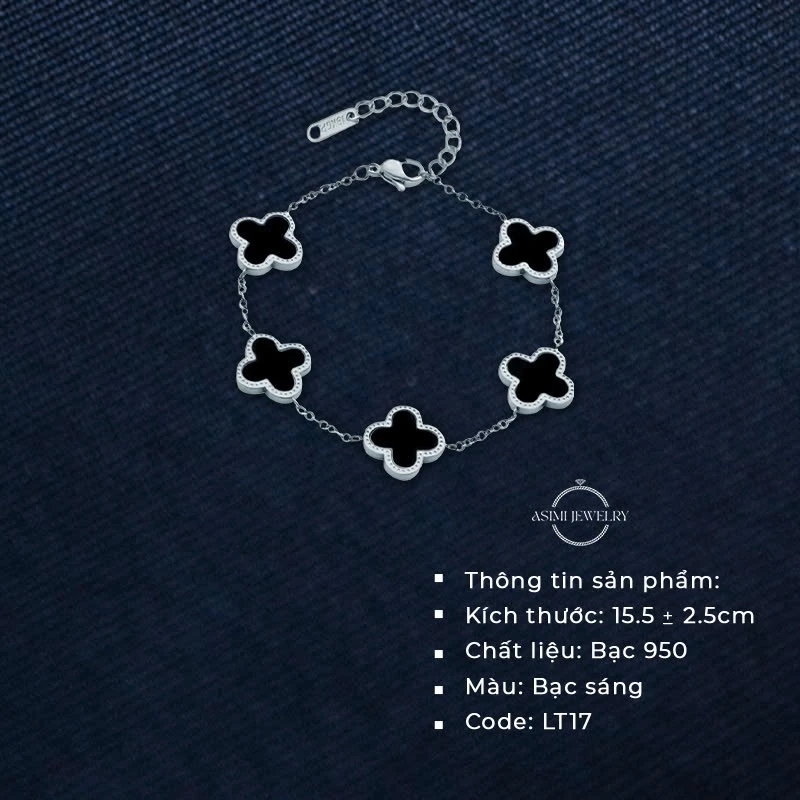 ASIMI JEWELRY
Thông tin sản phẩm:
Kích thước: 15.5 ± 2.5cm
Chất liệu: Bạc 950
Màu: Bạc sáng
Code: LT17